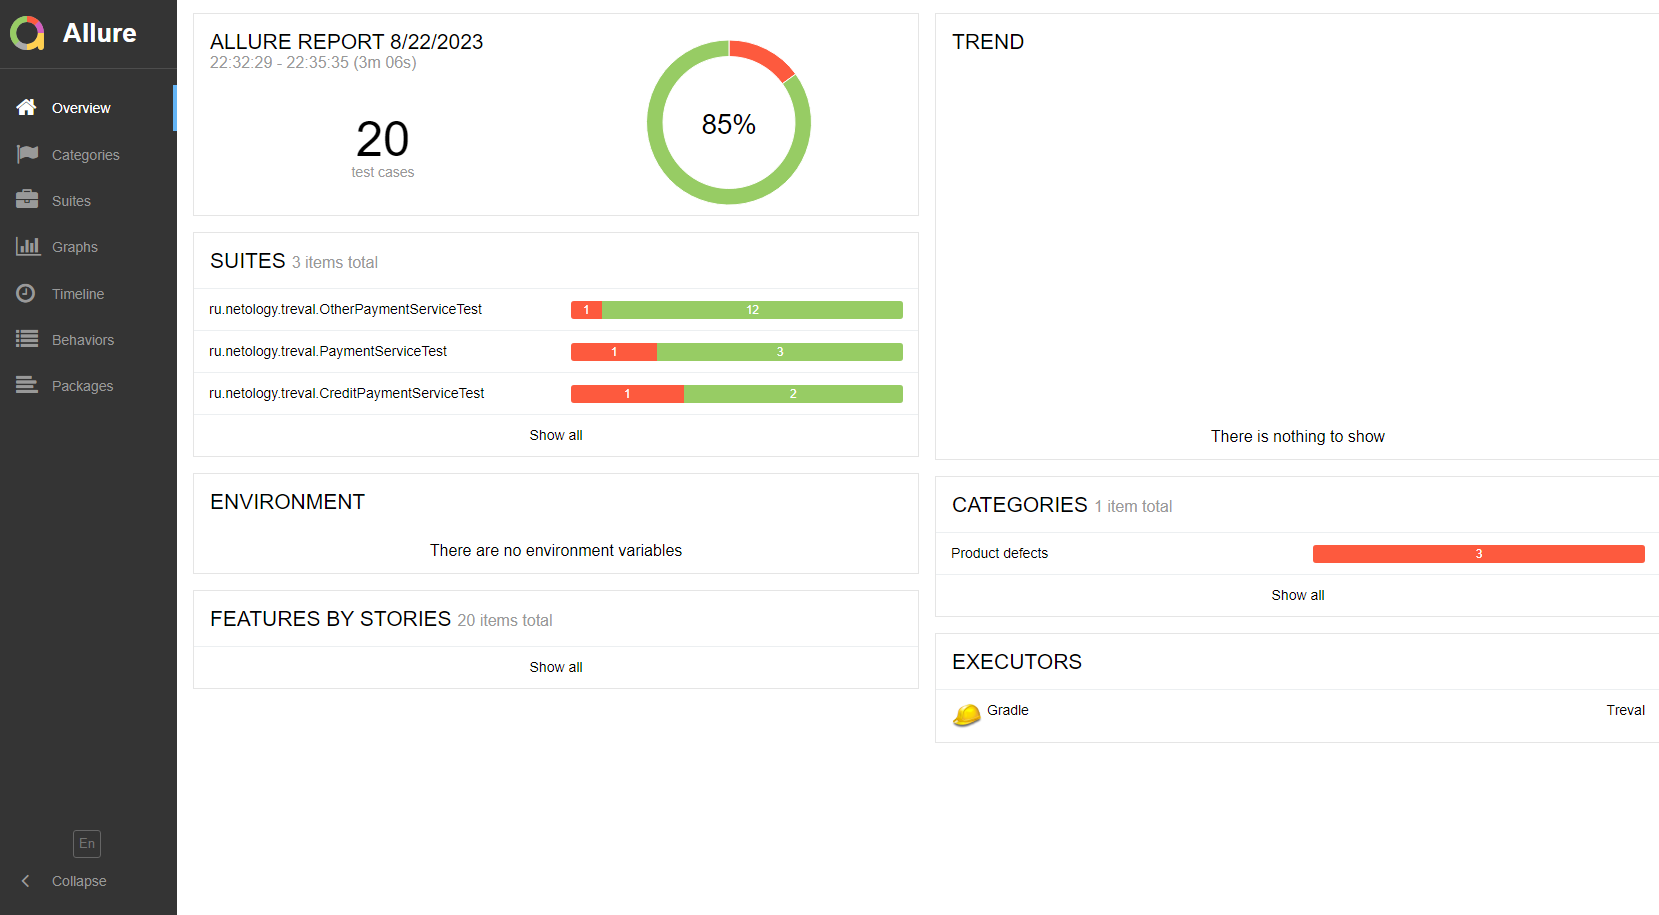 Allure
Overview
Categories
Suites
Graphs
Timeline
Behaviors
Packages
En
Collapse
ALLURE REPORT 8/22/2023
22:32:29 - 22:35:35 (3m 06s)
20
test cases
85%
SUITES 3 items total
ru.netology.treval.OtherPaymentServiceTest 1 12
ru.netology.treval.PaymentServiceTest 1 3
ru.netology.treval.CreditPaymentServiceTest 1 2
Show all
ENVIRONMENT
There are no environment variables
FEATURES BY STORIES 20 items total
Show all
TREND
There is nothing to show
CATEGORIES 1 item total
Product defects 3
Show all
EXECUTORS
Gradle Treval